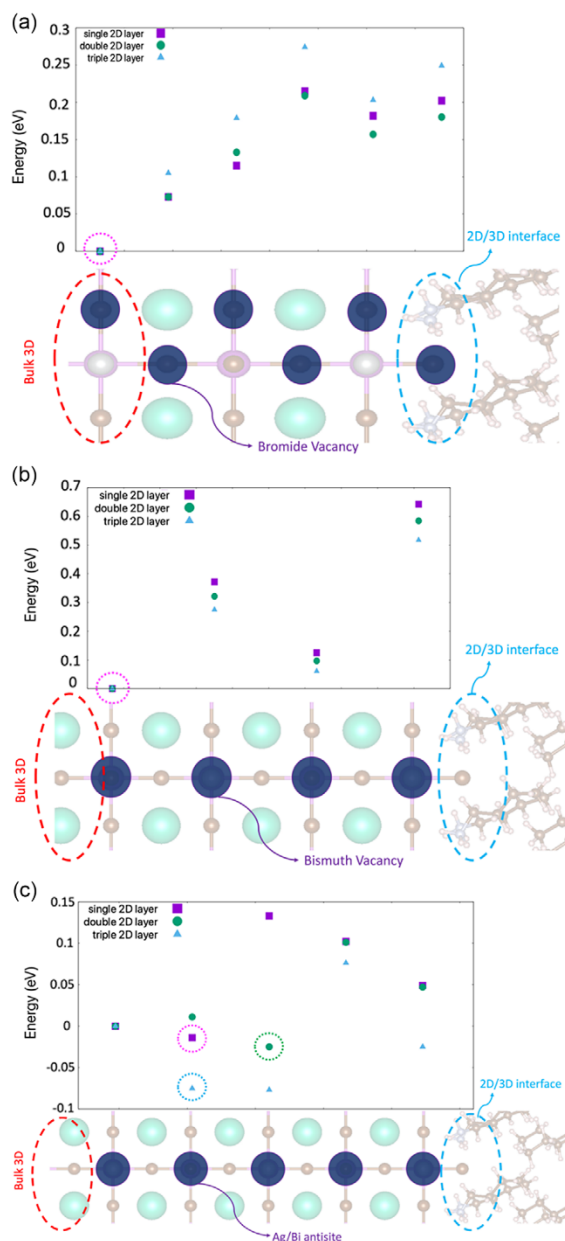 (a)
0.3
0.25
0.2
0.15
0.1
0.05
0
Energy (eV)
single 2D layer
double 2D layer
triple 2D layer
2D/3D interface
Bulk 3D
Bromide Vacancy
(b)
0.7
0.6
0.5
0.4
0.3
0.2
0.1
0
Energy (eV)
single 2D layer
double 2D layer
triple 2D layer
2D/3D interface
Bulk 3D
Bismuth Vacancy
(c)
0.15
0.1
0.05
0
-0.05
-0.1
Energy (eV)
single 2D layer
double 2D layer
triple 2D layer
2D/3D interface
Bulk 3D
Ag/Bi antisite